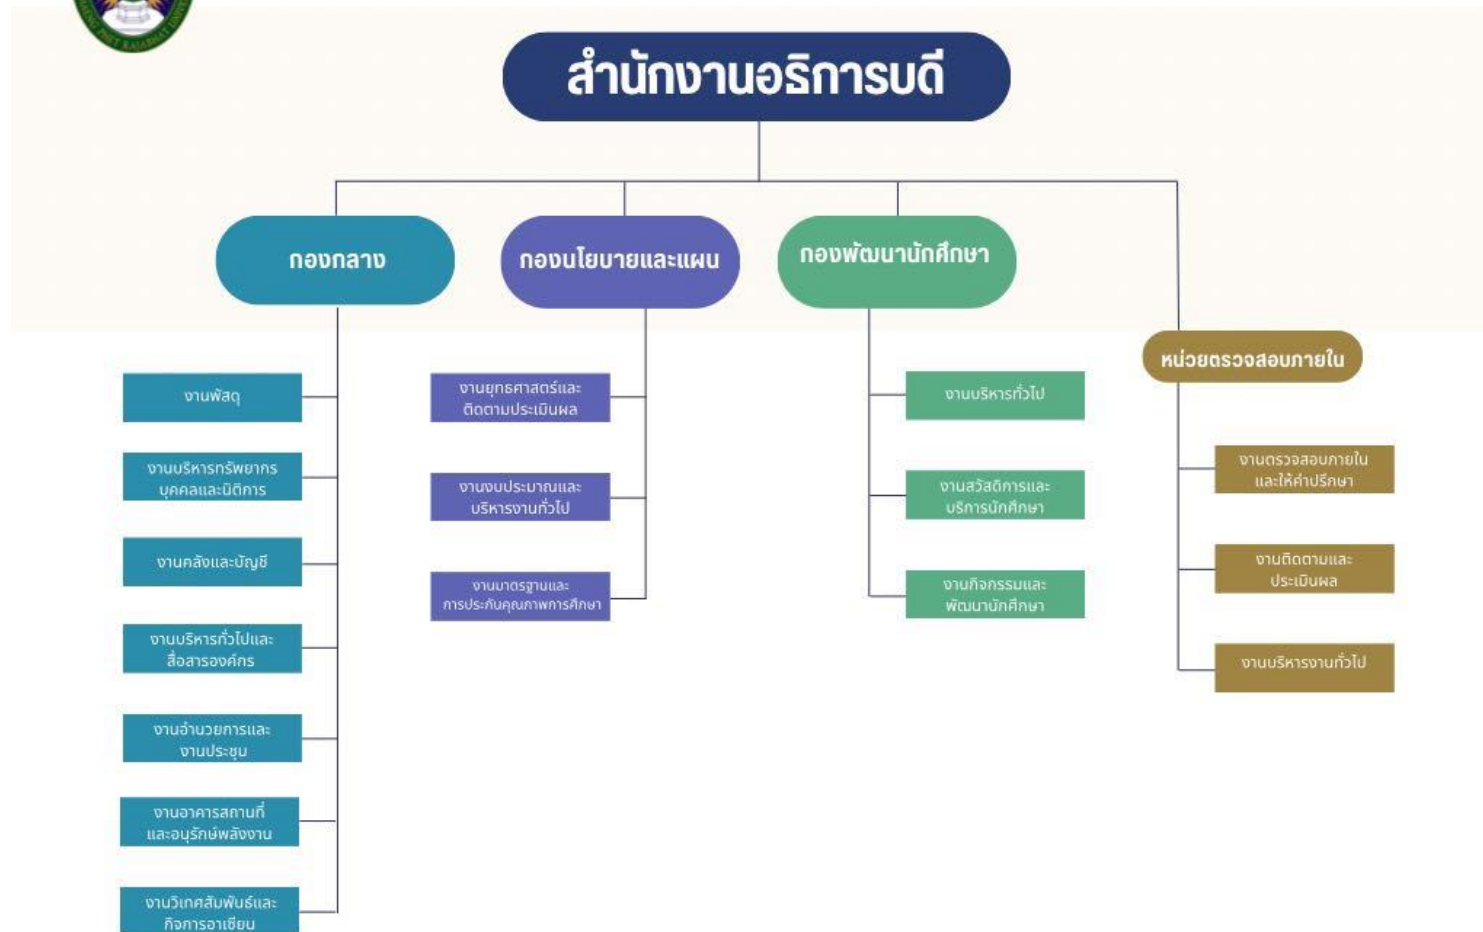 PHET RAJABHAT UNIV
สำนักงานอธิการบดี
กองกลาง
กองนโยบายและแผน
กองพัฒนานักศึกษา
หน่วยตรวจสอบภายใน
งานพัสดุ
งานบริหารทรัพยากร
บุคคลและนิติการ
งานคลังและบัญชี
งานบริหารทั่วไปและ
สื่อสารองค์กร
งานอำนวยการและ
งานประชุม
งานอาคารสถานที่
และอนุรักษ์พลังงาน
งานวิเทศสัมพันธ์และ
กิจการอาเซียน
งานยุทธศาสตร์และ
ติดตามประเมินผล
งานงบประมาณและ
บริหารงานทั่วไป
งานมาตรฐานและ
การประกันคุณภาพการศึกษา
งานบริหารทั่วไป
งานสวัสดิการและ
บริการนักศึกษา
งานกิจกรรมและ
พัฒนานักศึกษา
งานตรวจสอบภายใน
และให้คำปรึกษา
งานติดตามและ
ประเมินผล
งานบริหารงานทั่วไป